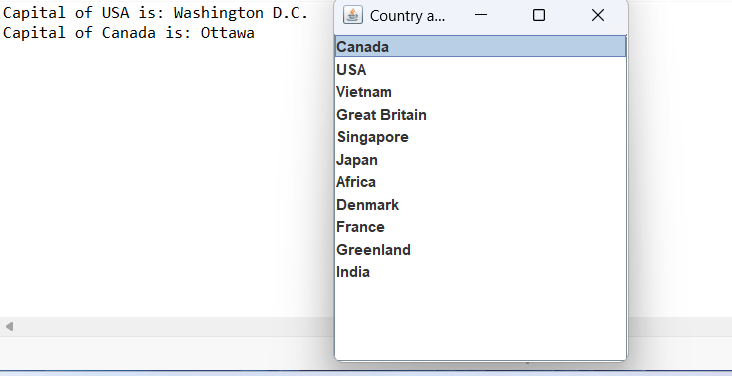 Capital of USA is: Washington D.C.
Capital of Canada is: Ottawa
Country a...
Canada
USA
Vietnam
Great Britain
Singapore
Japan
Africa
Denmark
France
Greenland
India